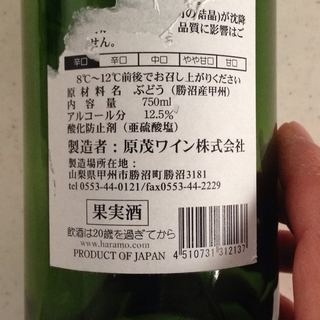 の結晶)が沈降
品質に影響はご
せん。
辛口 辛口 中口 やや甘口 甘口
8℃〜12℃前後でお召し上がりください
原材料名 ぶどう（勝沼産甲州）
内容量 750ml
アルコール分 12.5%
酸化防止剤（亜硫酸塩）
製造者：原茂ワイン株式会社
製造場所在地：
山梨県甲州市勝沼町勝沼3181
tel 0553-44-0121/fax0553-44-2229
果実酒
飲酒は20歳を過ぎてから
www.haramo.com
PRODUCT OF JAPAN
4 510731 312137